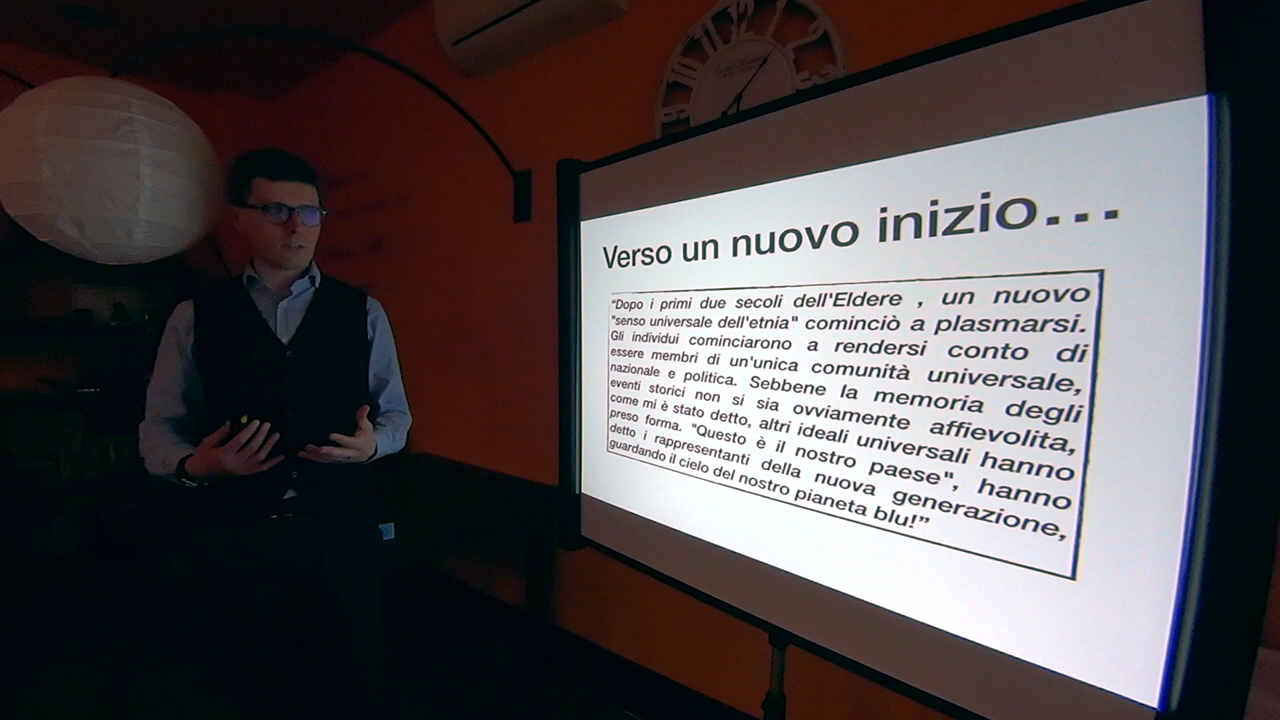 12
Verso un nuovo inizio...
“Dopo i primi due secoli dell'Eldere , un nuovo
"senso universale dell'etnia" cominciò a plasmarsi.
Gli individui cominciarono a rendersi conto di
essere membri di un'unica comunità universale,
nazionale e politica. Sebbene la memoria degli
eventi storici non si sia ovviamente affievolita,
come mi è stato detto, altri ideali universali hanno
preso forma. "Questo è il nostro paese", hanno
detto i rappresentanti della nuova generazione,
guardando il cielo del nostro pianeta blu!”